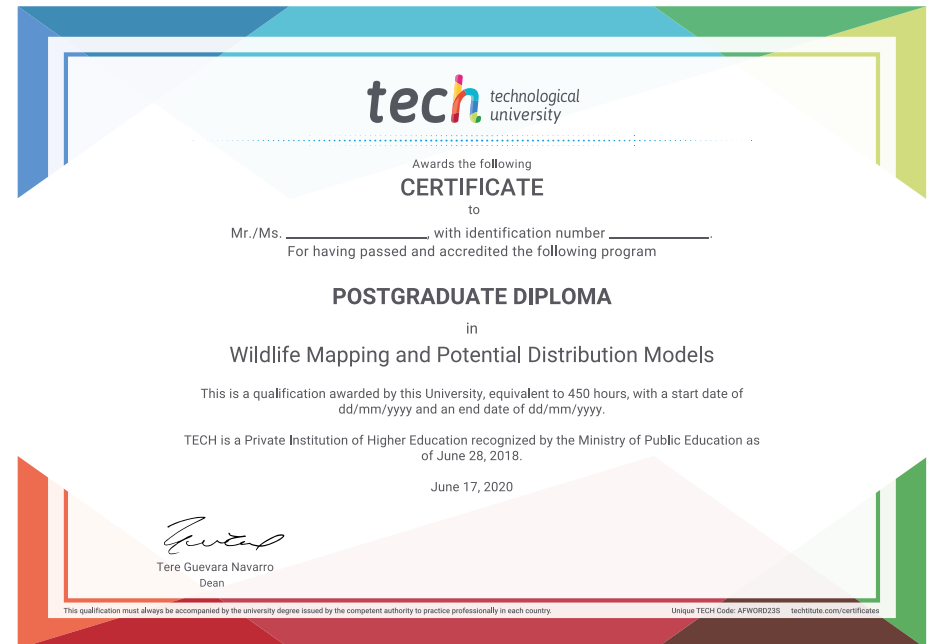 tech technological
university
Awards the following
CERTIFICATE
to
Mr./Ms. ____________________, with identification number ______________.
For having passed and accredited the following program
POSTGRADUATE DIPLOMA
in
Wildlife Mapping and Potential Distribution Models
This is a qualification awarded by this University, equivalent to 450 hours, with a start date of
dd/mm/yyyy and an end date of dd/mm/yyyy.
TECH is a Private Institution of Higher Education recognized by the Ministry of Public Education as
of June 28, 2018.
June 17, 2020
Tere Guevara Navarro
Dean
This qualification must always be accompanied by the university degree issued by the competent authority to practice professionally in each country.
Unique TECH Code: AFWORD23S techtitute.com/certificates